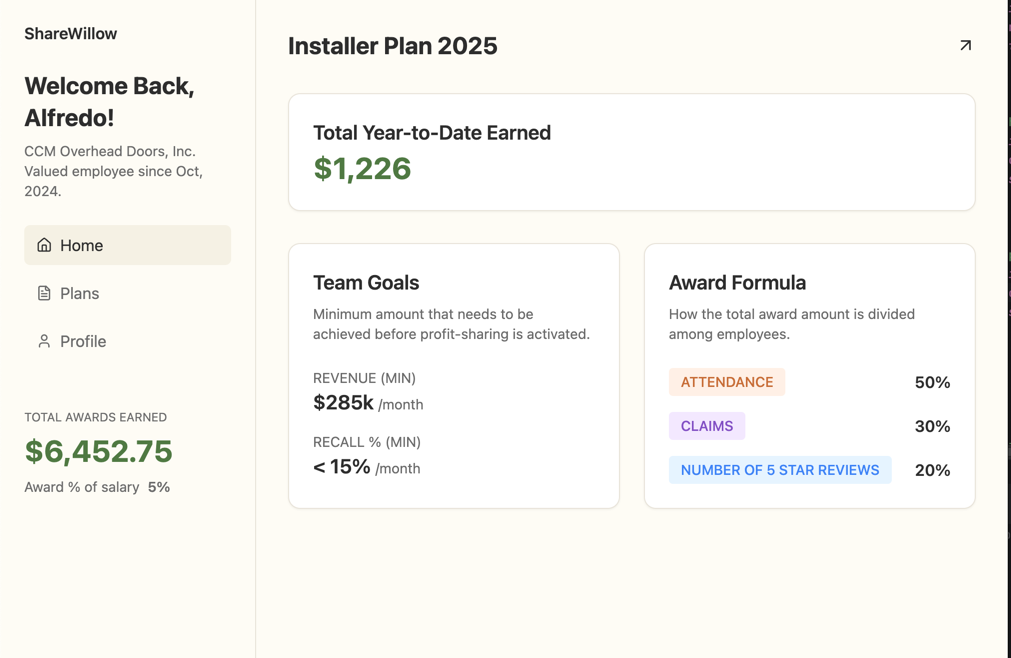 ShareWillow
Welcome Back,
Alfredo!
CCM Overhead Doors, Inc.
Valued employee since Oct,
2024.
Home
Plans
Profile
TOTAL AWARDS EARNED
$6,452.75
Award % of salary 5%
Installer Plan 2025
Total Year-to-Date Earned
$1,226
Team Goals
Minimum amount that needs to be
achieved before profit-sharing is activated.
REVENUE (MIN)
$285k /month
RECALL % (MIN)
< 15% /month
Award Formula
How the total award amount is divided
among employees.
ATTENDANCE 50%
CLAIMS 30%
NUMBER OF 5 STAR REVIEWS 20%